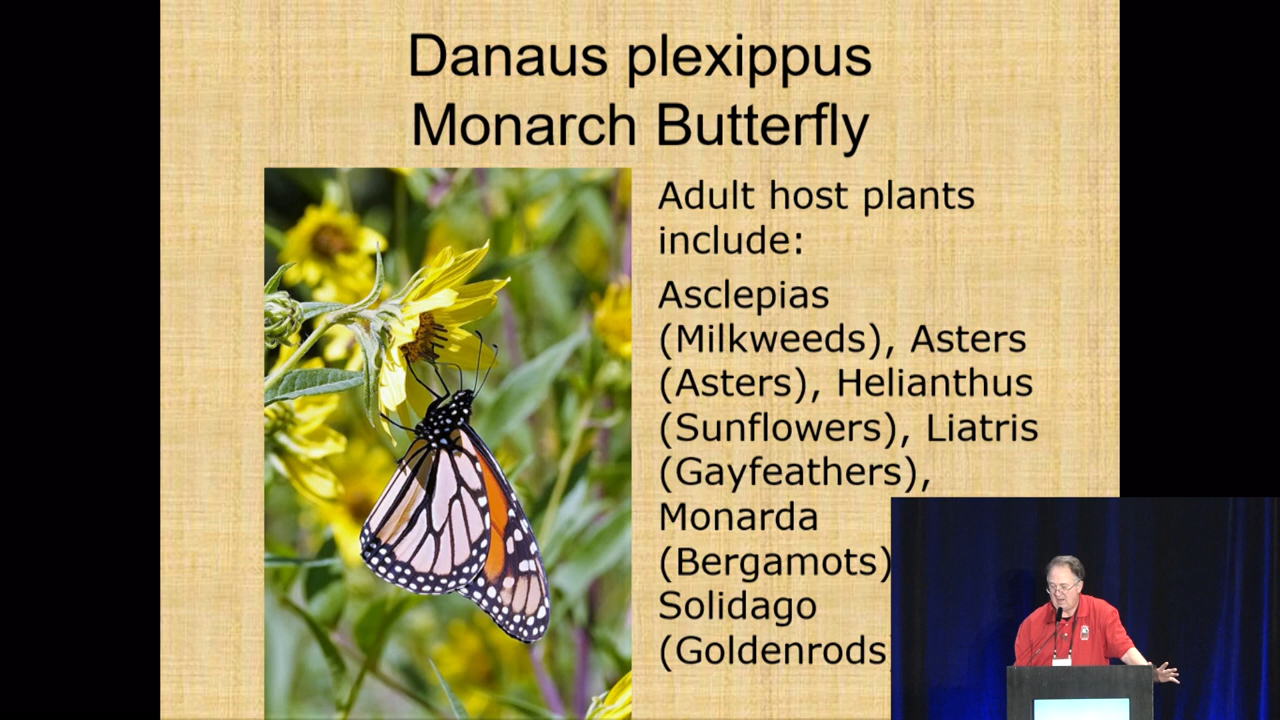 Danaus plexippus
Monarch Butterfly
Adult host plants
include:
Asclepias
(Milkweeds), Asters
(Asters), Helianthus
(Sunflowers), Liatris
(Gayfeathers),
Monarda
(Bergamots)
Solidago
(Goldenrods